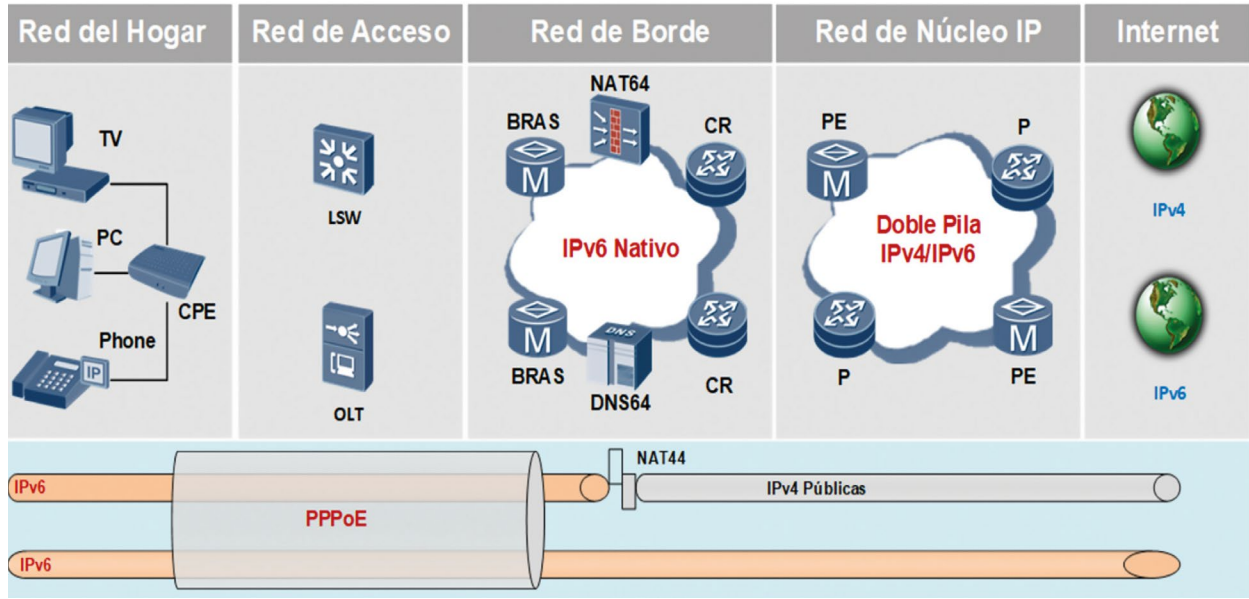 Red del Hogar
Red de Acceso
Red de Borde
Red de Núcleo IP
Internet
TV
PC
CPE
Phone
IP
LSW
OLT
NAT64
BRAS
CR
M
IPv6 Nativo
M
DNS
BRAS
DNS64
CR
PE
P
M
Doble Pila
IPv4/IPv6
M
P
PE
IPv4
IPv6
NAT44
IPv6
IPv4 Públicas
PPPoE
IPv6